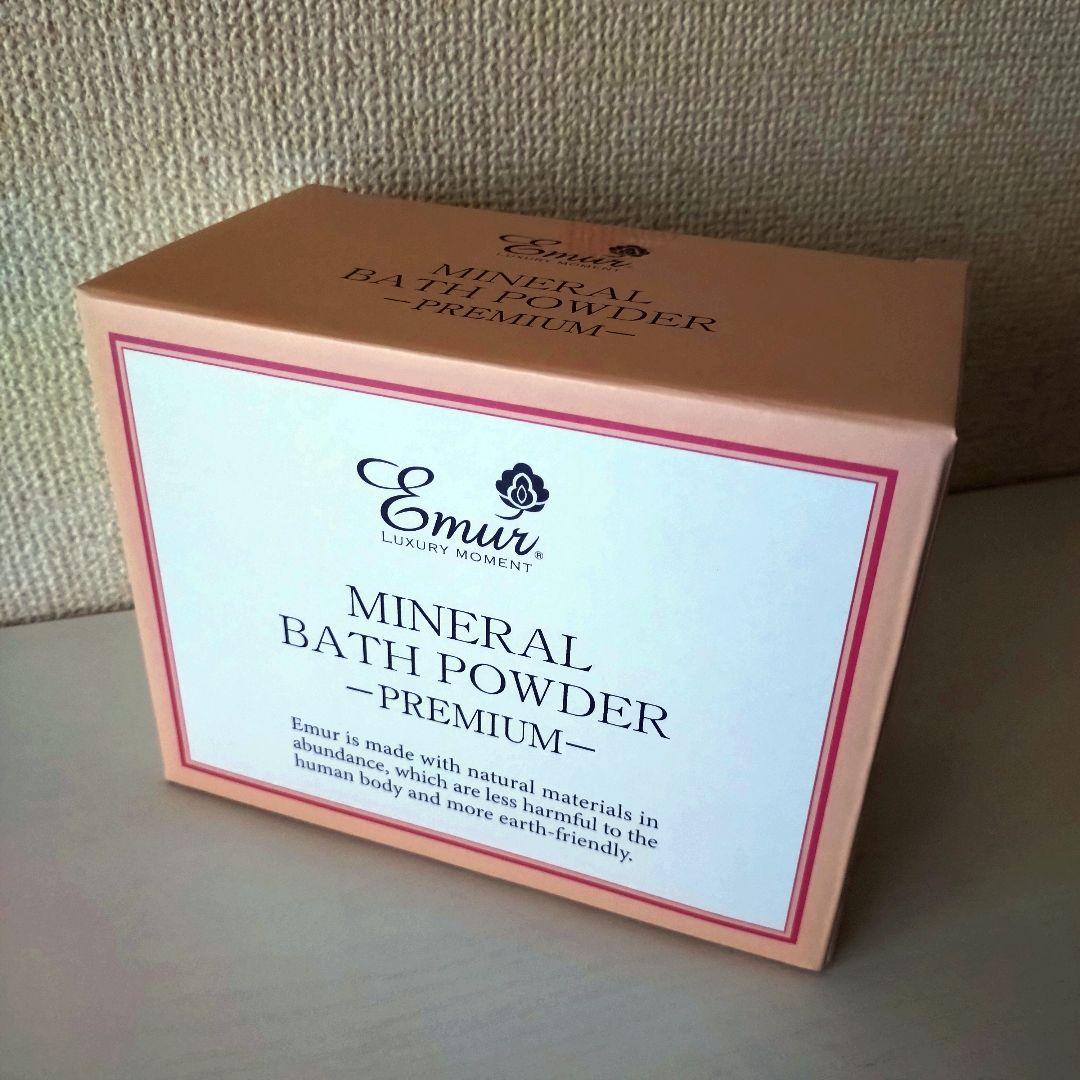 Emur
LUXURY MOMENT
MINERAL
BATH POWDER
—PREMIUM—
Emur®
LUXURY MOMENT
MINERAL
BATH POWDER
—PREMIUM—
Emur is made with natural materials in
abundance, which are less harmful to the
human body and more earth-friendly.